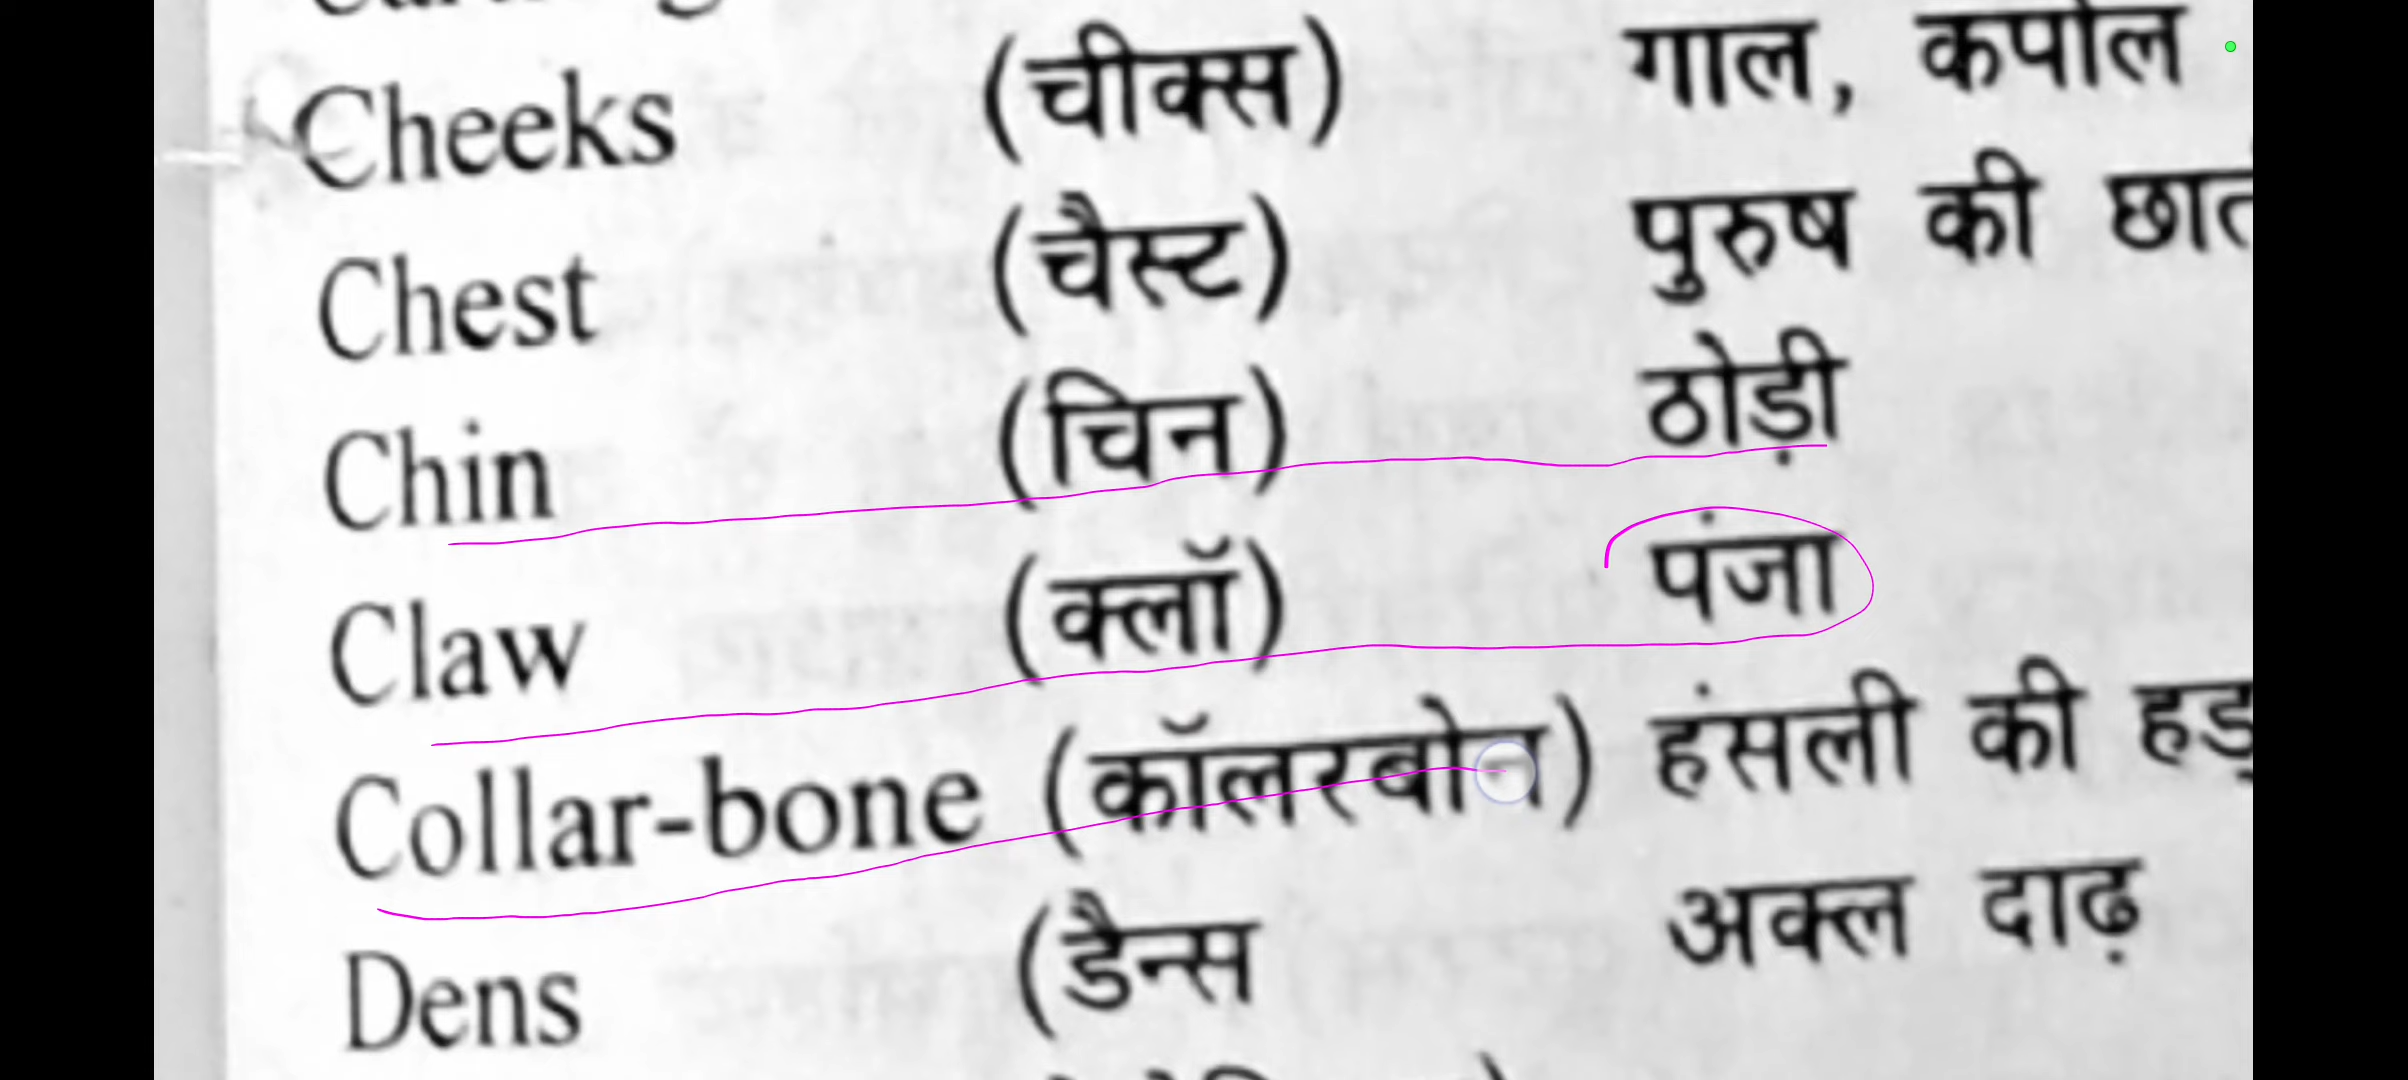 Cheeks (चीक्स) गाल, कपोल
Chest (चैस्ट) पुरुष की
Chin (चिन) ठोड़ी
Claw (क्लॉ) पंजा
Collar-bone (कॉलरबोन) हंसली की
Dens (डैन्स अक्ल दाढ़